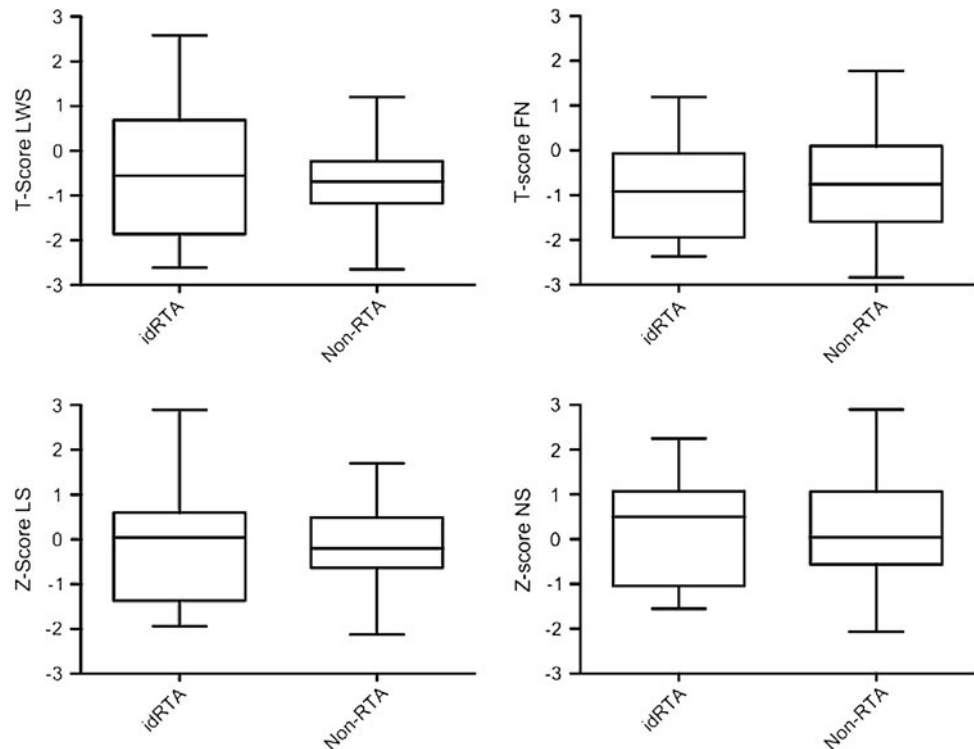 T-Score LWS
3
2
1
0
-1
-2
-3
idRTA
Non-RTA
T-score FN
3
2
1
0
-1
-2
-3
idRTA
Non-RTA
Z-Score LS
3
2
1
0
-1
-2
-3
idRTA
Non-RTA
Z-score NS
3
2
1
0
-1
-2
-3
idRTA
Non-RTA